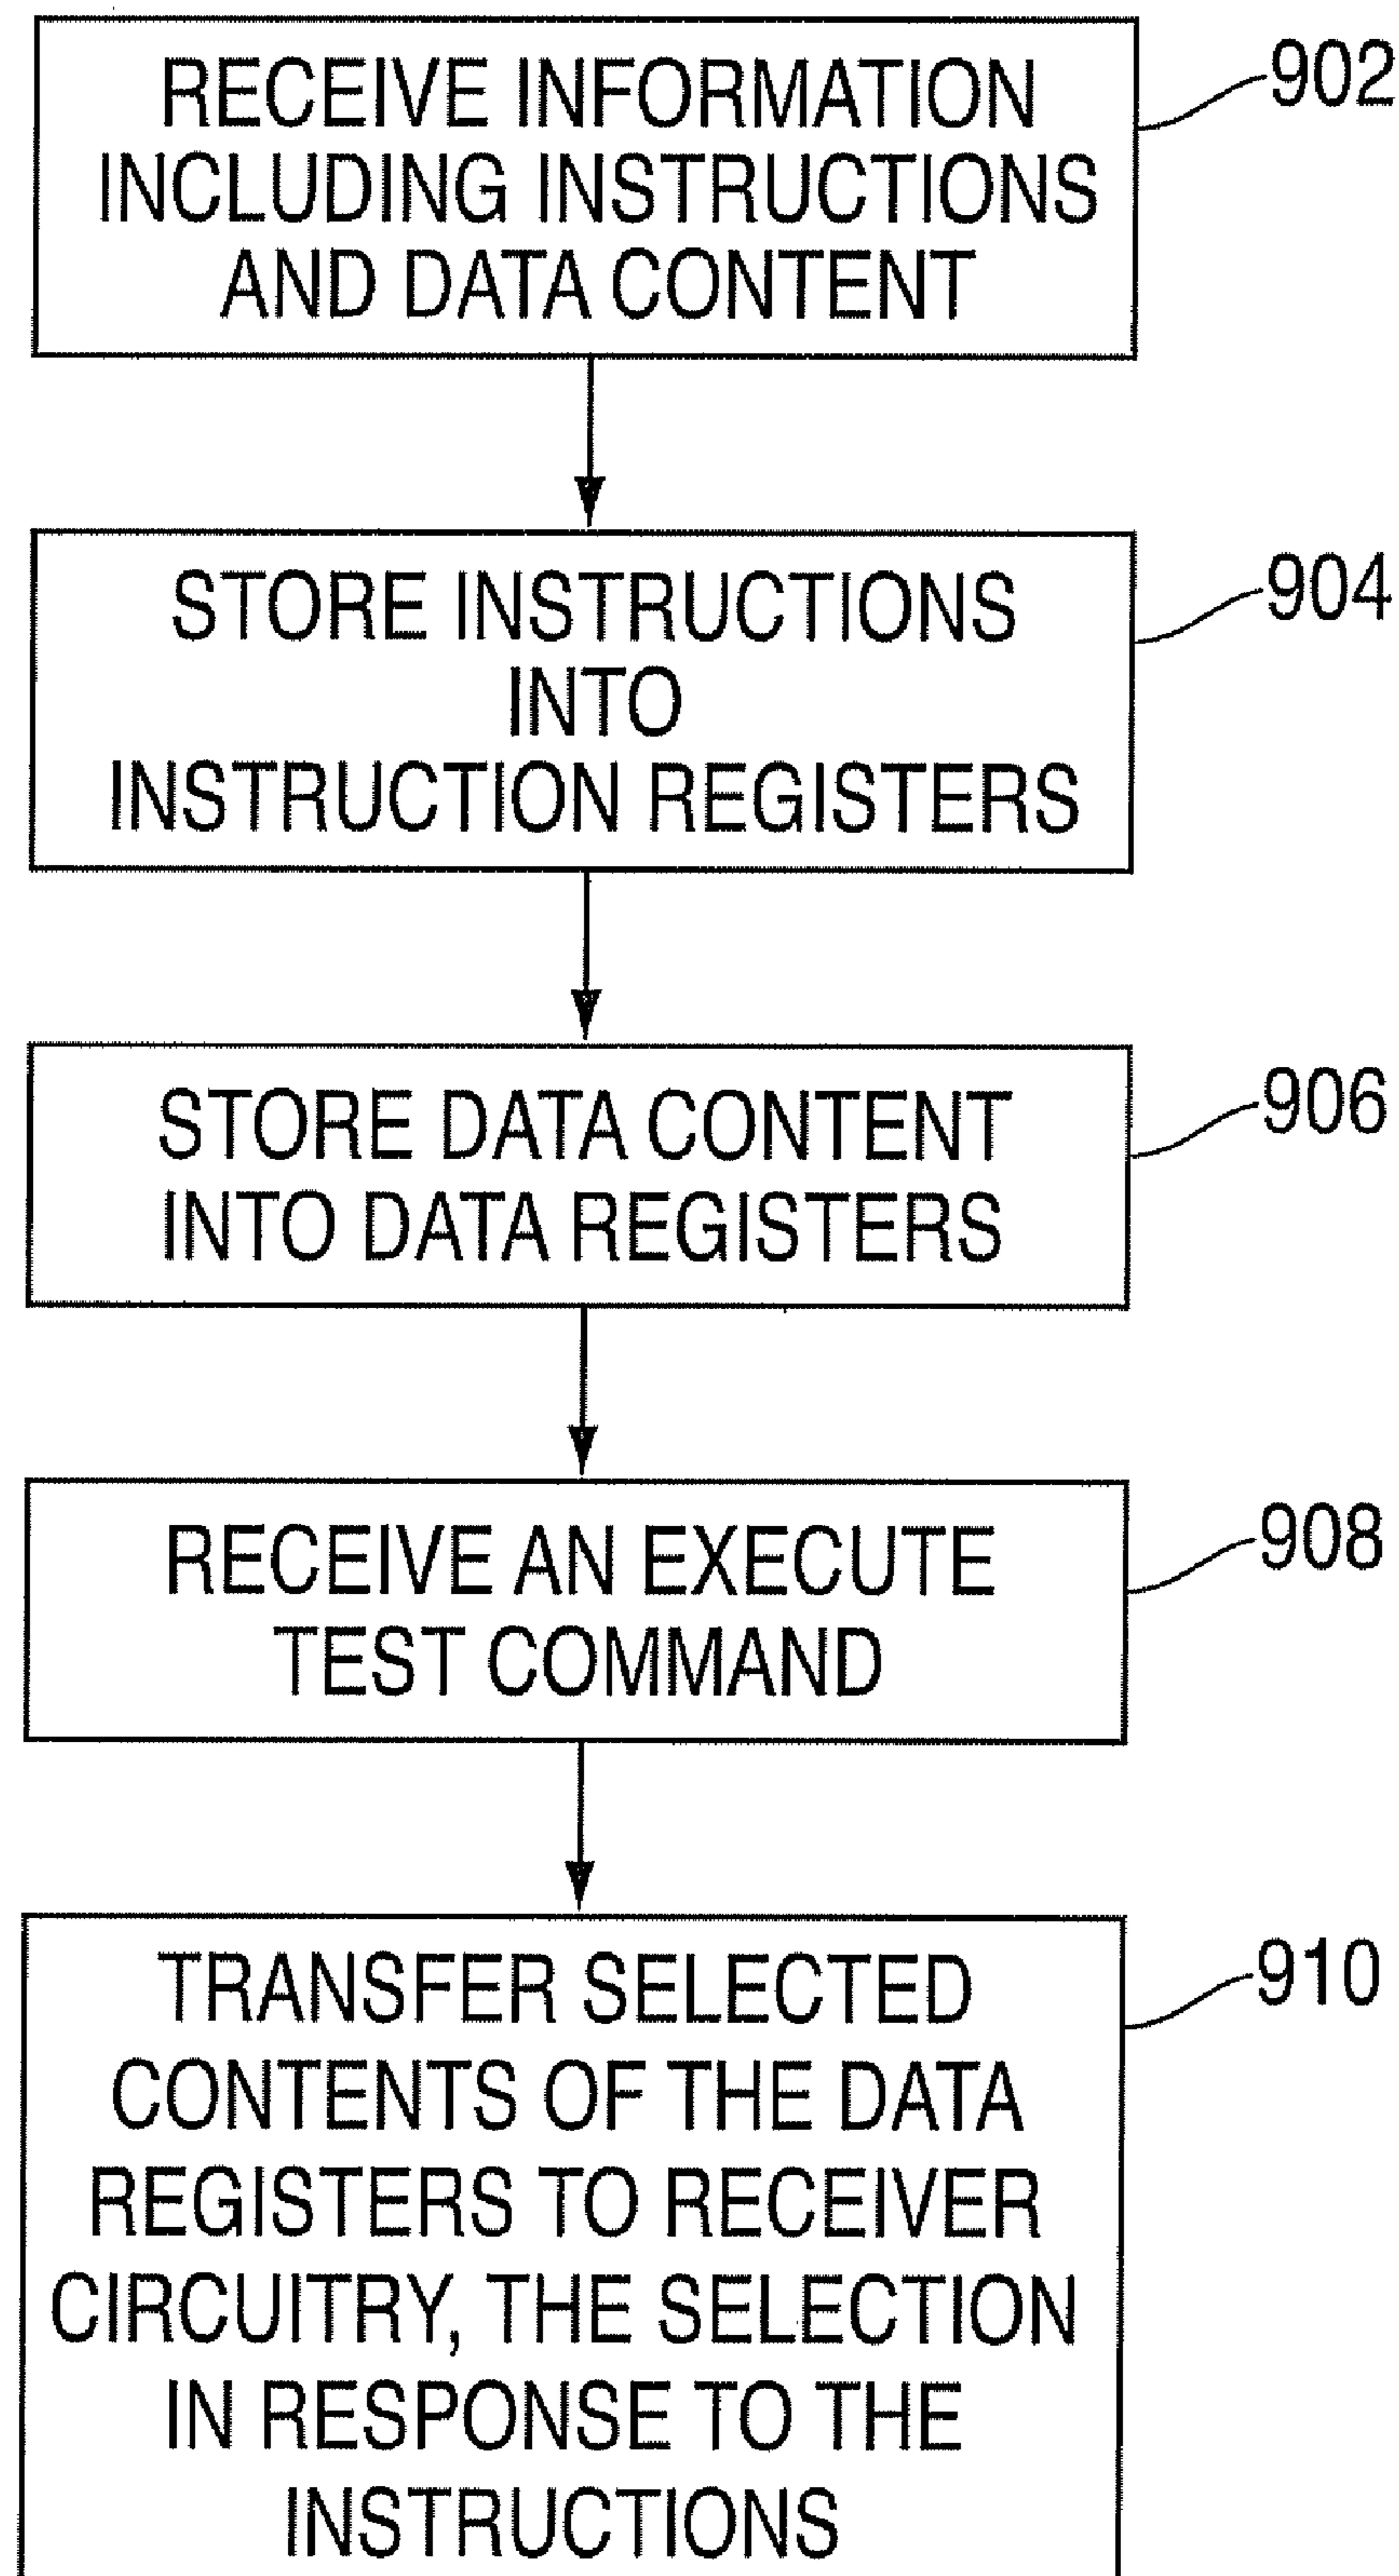 RECEIVE INFORMATION
INCLUDING INSTRUCTIONS
AND DATA CONTENT
902
STORE INSTRUCTIONS
INTO
INSTRUCTION REGISTERS
904
STORE DATA CONTENT
INTO DATA REGISTERS
906
RECEIVE AN EXECUTE
TEST COMMAND
908
TRANSFER SELECTED
CONTENTS OF THE DATA
REGISTERS TO RECEIVER
CIRCUITRY, THE SELECTION
IN RESPONSE TO THE
INSTRUCTIONS
910